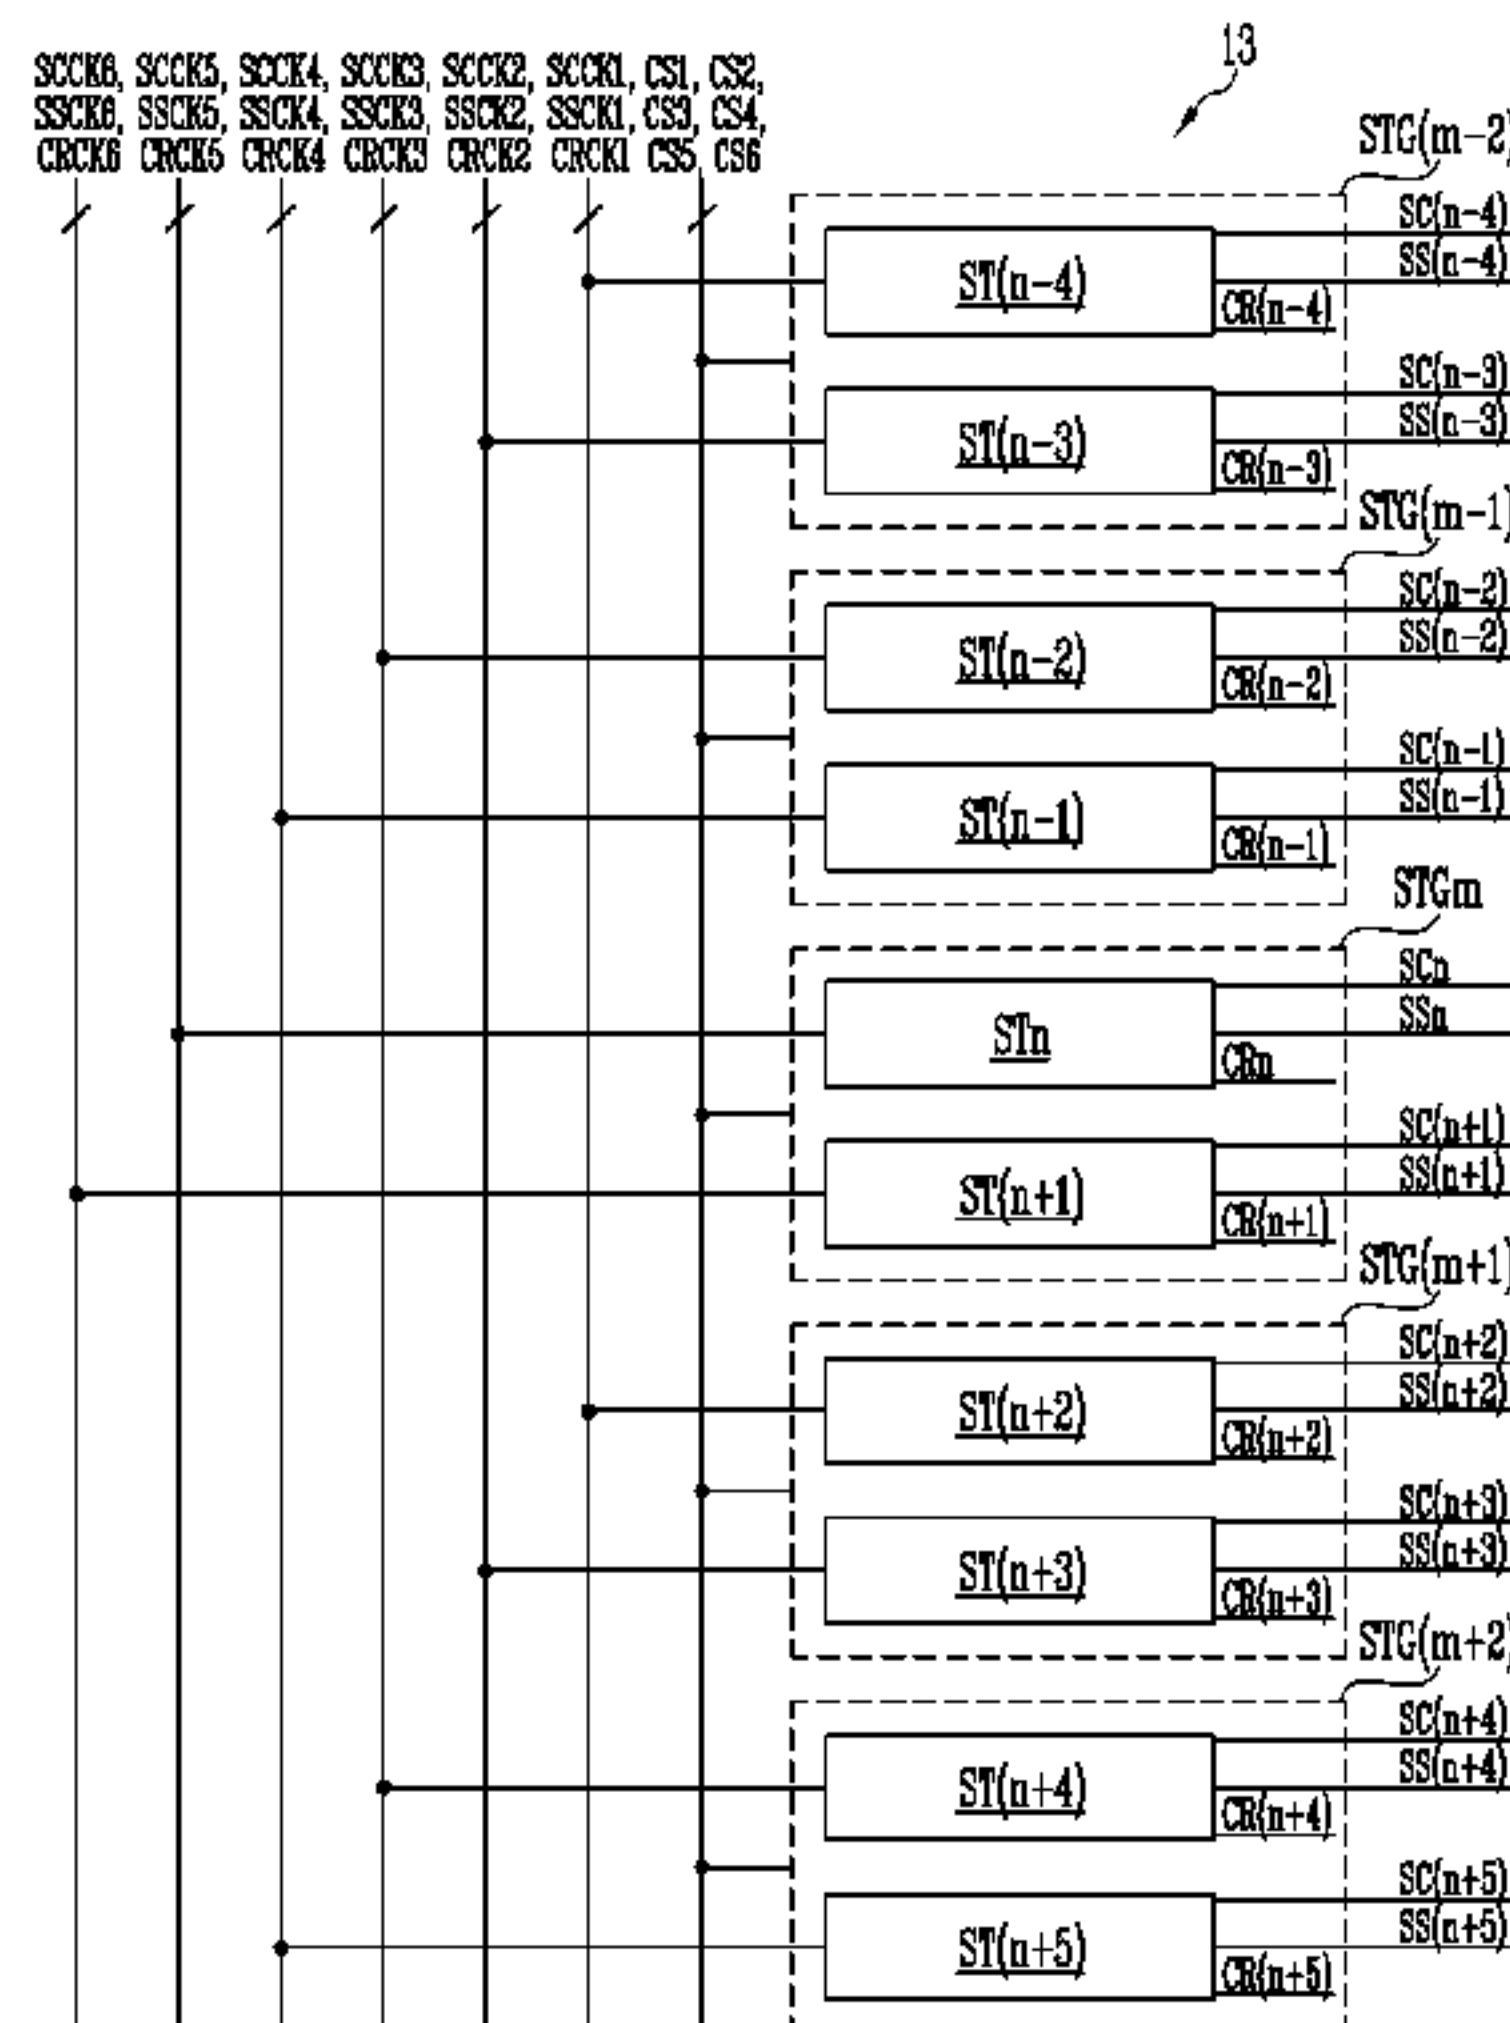 13
SCCK6, SCCK5, SCCK4, SCCK3, SCCK2, SCCK1, CS1, CS2,
SSCK6, SSCK5, SSCK4, SSCK3, SSCK2, SSCK1, CS3, CS4,
CRCK6 CRCK5 CRCK4 CRCK3 CRCK2 CRCK1 CS5, CS6
STG(m-2)
SC(n-4)
SS(n-4)
ST(n-4)
CR(n-4)
SC(n-3)
SS(n-3)
ST(n-3)
CR(n-3)
STG(m-1)
SC(n-2)
SS(n-2)
ST(n-2)
CR(n-2)
SC(n-1)
SS(n-1)
ST(n-1)
CR(n-1)
STGm
SCn
SSn
STn
CRn
SC(n+1)
SS(n+1)
ST(n+1)
CR(n+1)
STG(m+1)
SC(n+2)
SS(n+2)
ST(n+2)
CR(n+2)
SC(n+3)
SS(n+3)
ST(n+3)
CR(n+3)
STG(m+2)
SC(n+4)
SS(n+4)
ST(n+4)
CR(n+4)
SC(n+5)
SS(n+5)
ST(n+5)
CR(n+5)